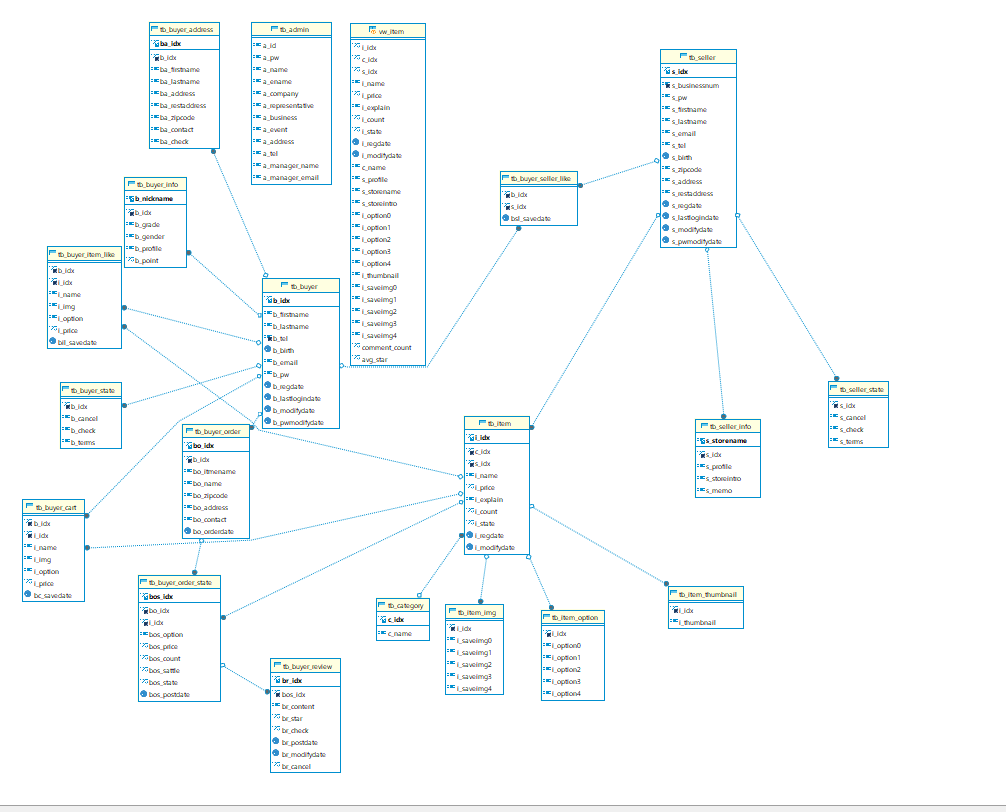 tb_buyer_address
ba_idx
b_idx
ba_firstname
ba_lastname
ba_address
ba_restaddress
ba_zipcode
ba_contact
ba_check
tb_admin
a_id
a_pw
a_name
a_ename
a_company
a_representative
a_business
a_event
a_address
a_tel
a_manager_name
a_manager_email
vw_item
i_idx
c_idx
s_idx
i_name
i_price
i_explain
i_count
i_state
i_regdate
i_modifydate
c_name
s_profile
s_storename
s_storeintro
i_option0
i_option1
i_option2
i_option3
i_option4
i_thumbnail
i_saveimg0
i_saveimg1
i_saveimg2
i_saveimg3
i_saveimg4
comment_count
avg_star
tb_seller
s_idx
s_businessnum
s_pw
s_firstname
s_lastname
s_email
s_tel
s_birth
s_zipcode
s_address
s_restaddress
s_regdate
s_lastlogindate
s_modifydate
s_pwmodifydate
tb_buyer_seller_like
b_idx
s_idx
bsl_savedate
tb_buyer_info
b_nickname
b_idx
b_grade
b_gender
b_profile
b_point
tb_buyer_item_like
b_idx
i_idx
i_name
i_img
i_option
i_price
bil_savedate
tb_buyer
b_idx
b_firstname
b_lastname
b_tel
b_birth
b_email
b_pw
b_regdate
b_lastlogindate
b_modifydate
b_pwmodifydate
tb_buyer_state
b_idx
b_cancel
b_check
b_terms
tb_buyer_order
bo_idx
b_idx
bo_itmename
bo_name
bo_zipcode
bo_address
bo_contact
bo_orderdate
tb_item
i_idx
c_idx
s_idx
i_name
i_price
i_explain
i_count
i_state
i_regdate
i_modifydate
tb_seller_info
s_storename
s_idx
s_profile
s_storeintro
s_memo
tb_seller_state
s_idx
s_cancel
s_check
s_terms
tb_buyer_cart
b_idx
i_idx
i_name
i_img
i_option
i_price
bc_savedate
tb_buyer_order_state
bos_idx
bo_idx
i_idx
bos_option
bos_price
bos_count
bos_sattle
bos_state
bos_postdate
tb_category
c_idx
c_name
tb_item_img
i_idx
i_saveimg0
i_saveimg1
i_saveimg2
i_saveimg3
i_saveimg4
tb_item_option
i_idx
i_option0
i_option1
i_option2
i_option3
i_option4
tb_item_thumbnail
i_idx
i_thumbnail
tb_buyer_review
br_idx
bos_idx
br_content
br_star
br_check
br_postdate
br_modifydate
br_cancel